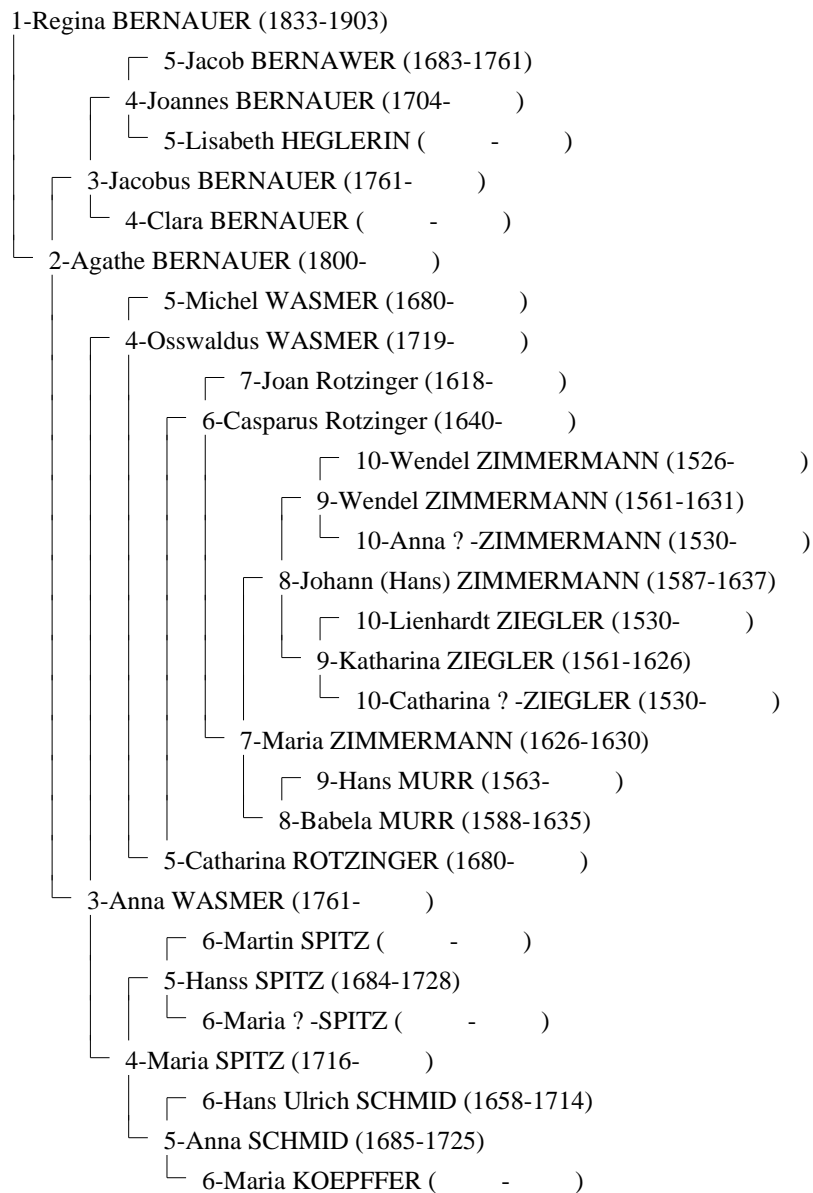 1-Regina BERNAUER (1833-1903)
5-Jacob BERNAWER (1683-1761)
4-Joannes BERNAUER (1704- )
5-Lisabeth HEGLERIN ( - )
3-Jacobus BERNAUER (1761- )
4-Clara BERNAUER ( - )
2-Agathe BERNAUER (1800- )
5-Michel WASMER (1680- )
4-Osswaldus WASMER (1719- )
7-Joan Rotzinger (1618- )
6-Casparus Rotzinger (1640- )
10-Wendel ZIMMERMANN (1526- )
9-Wendel ZIMMERMANN (1561-1631)
10-Anna ? -ZIMMERMANN (1530- )
8-Johann (Hans) ZIMMERMANN (1587-1637)
10-Lienhardt ZIEGLER (1530- )
9-Katharina ZIEGLER (1561-1626)
10-Catharina ? -ZIEGLER (1530- )
7-Maria ZIMMERMANN (1626-1630)
9-Hans MURR (1563- )
8-Babela MURR (1588-1635)
5-Catharina ROTZINGER (1680- )
3-Anna WASMER (1761- )
6-Martin SPITZ ( - )
5-Hanss SPITZ (1684-1728)
6-Maria ? -SPITZ ( - )
4-Maria SPITZ (1716- )
6-Hans Ulrich SCHMID (1658-1714)
5-Anna SCHMID (1685-1725)
6-Maria KOEPFFER ( - )